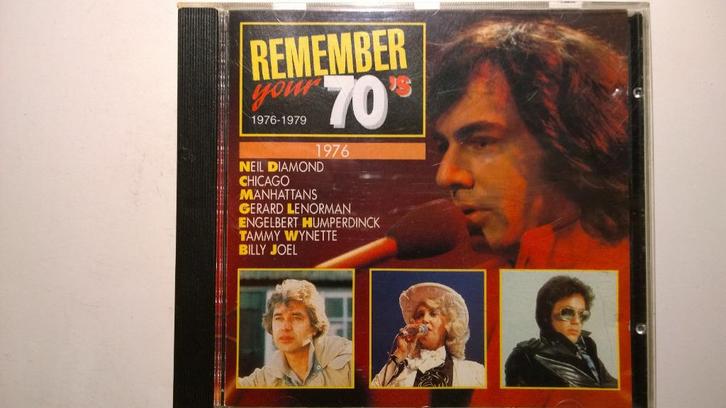 REMEMBER
your 70's
1976-1979
1976
NEIL DIAMOND
CHICAGO
MANHATTANS
GERARD LENORMAN
ENGELBERT HUMPERDINCK
TAMMY WYNETTE
BILLY JOEL